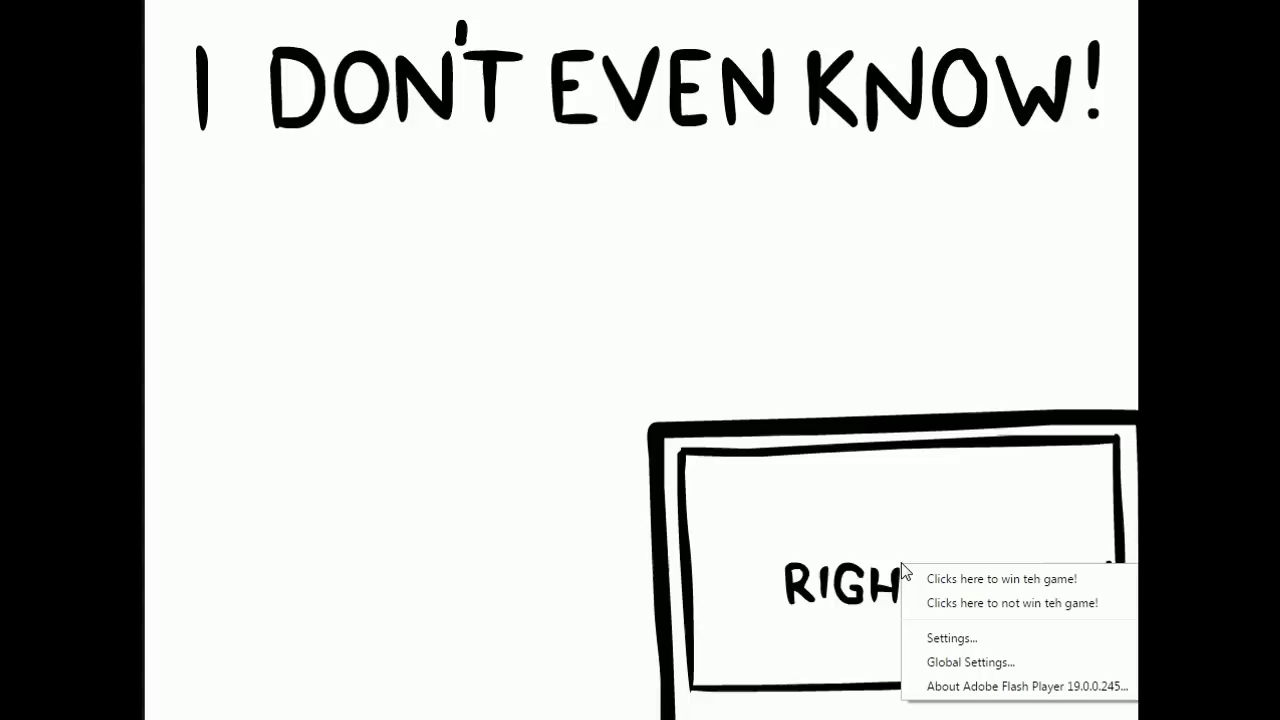 I DON'T EVEN KNOW!
RIGH
Clicks here to win teh game!
Clicks here to not win teh game!
Settings...
Global Settings...
About Adobe Flash Player 19.0.0.245...